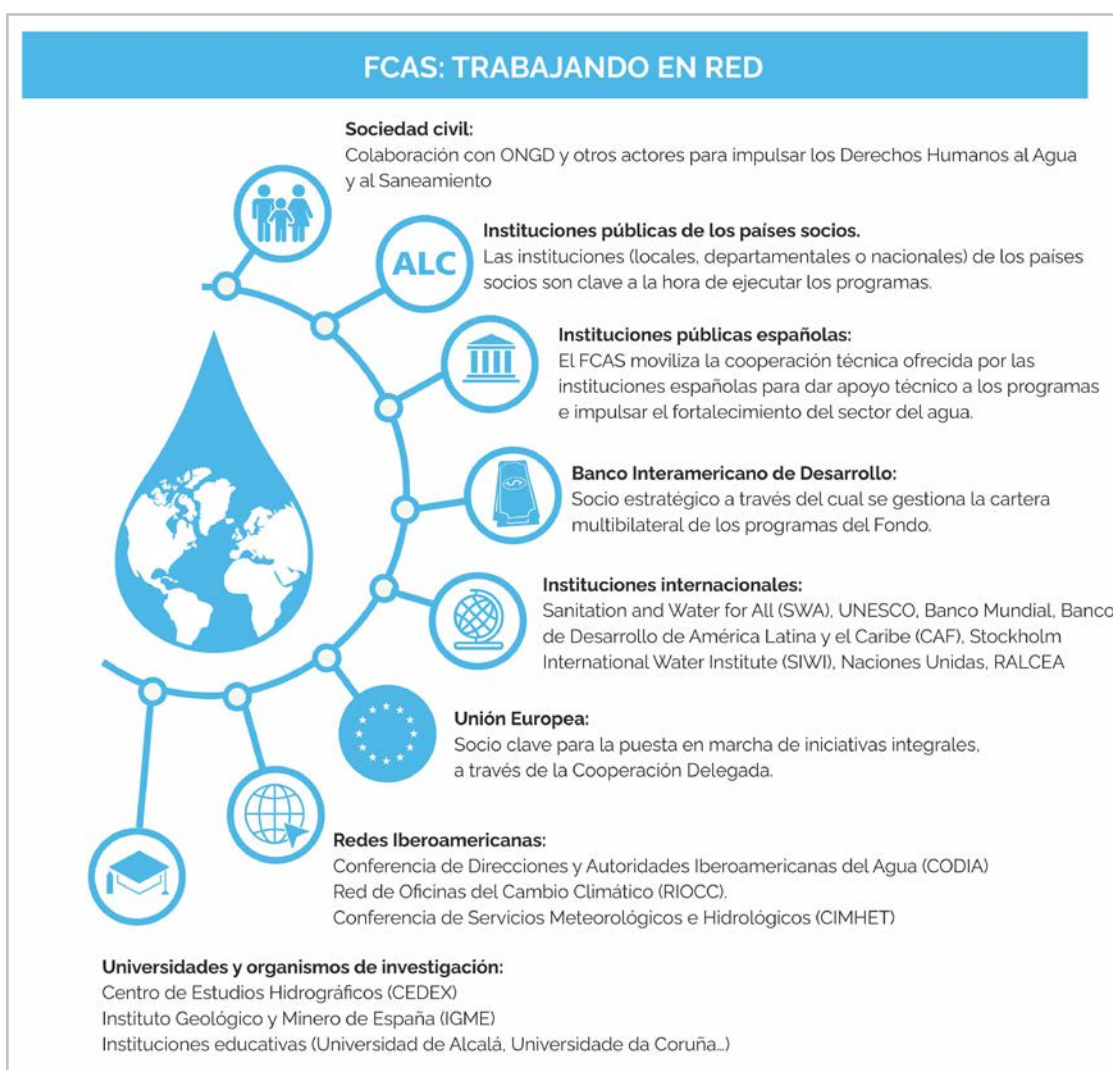 FCAS: TRABAJANDO EN RED
Sociedad civil:
Colaboración con ONGD y otros actores para impulsar los Derechos Humanos al Agua
y al Saneamiento
ALC
Instituciones públicas de los países socios.
Las instituciones (locales, departamentales o nacionales) de los países
socios son clave a la hora de ejecutar los programas.
Instituciones públicas españolas:
El FCAS moviliza la cooperación técnica ofrecida por las
instituciones españolas para dar apoyo técnico a los programas
e impulsar el fortalecimiento del sector del agua.
Banco Interamericano de Desarrollo:
Socio estratégico a través del cual se gestiona la cartera
multibilateral de los programas del Fondo.
Instituciones internacionales:
Sanitation and Water for All (SWA), UNESCO, Banco Mundial, Banco
de Desarrollo de América Latina y el Caribe (CAF), Stockholm
International Water Institute (SIWI), Naciones Unidas, RALCEA
Unión Europea:
Socio clave para la puesta en marcha de iniciativas integrales,
a través de la Cooperación Delegada.
Redes Iberoamericanas:
Conferencia de Direcciones y Autoridades Iberoamericanas del Agua (CODIA)
Red de Oficinas del Cambio Climático (RIOCC).
Conferencia de Servicios Meteorológicos e Hidrológicos (CIMHET)
Universidades y organismos de investigación:
Centro de Estudios Hidrográficos (CEDEX)
Instituto Geológico y Minero de España (IGME)
Instituciones educativas (Universidad de Alcalá, Universidade da Coruña...)